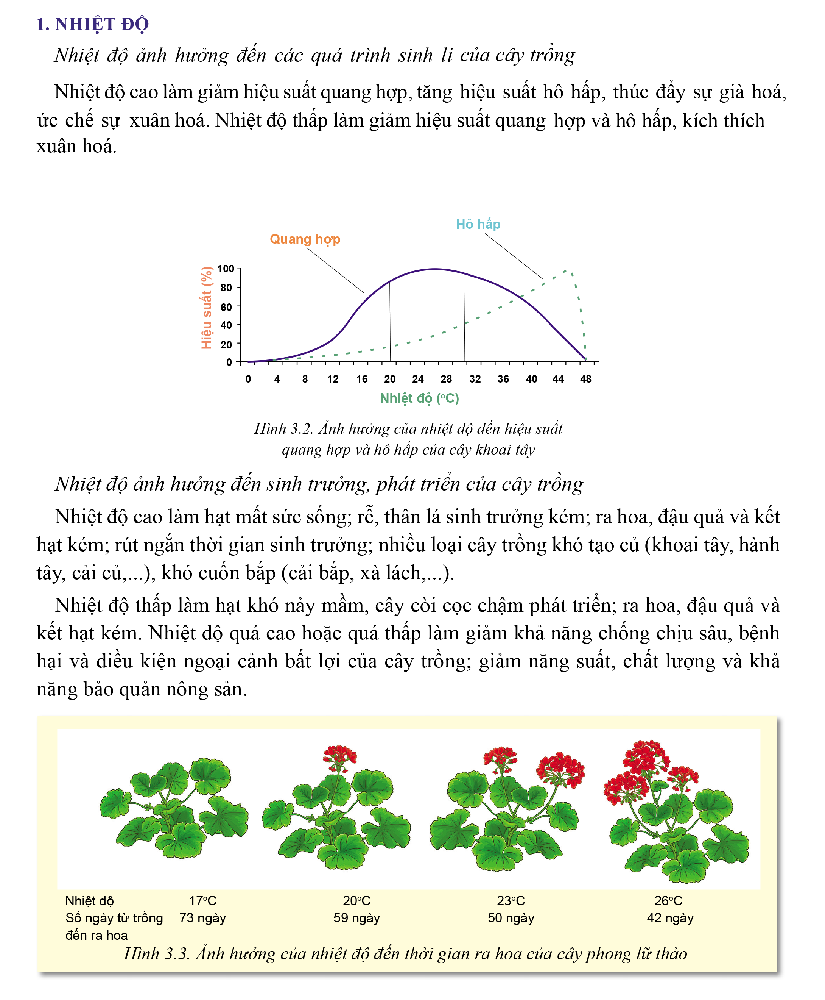 1. NHIỆT ĐỘ
Nhiệt độ ảnh hưởng đến các quá trình sinh lí của cây trồng
Nhiệt độ cao làm giảm hiệu suất quang hợp, tăng hiệu suất hô hấp, thúc đẩy sự già hoá,
ức chế sự xuân hoá. Nhiệt độ thấp làm giảm hiệu suất quang hợp và hô hấp, kích thích
xuân hoá.
Hô hấp
Quang hợp
Hiệu suất (%)
100
80
60
40
20
0
0 4 8 12 16 20 24 28 32 36 40 44 48
Nhiệt độ (ºC)
Hình 3.2. Ảnh hưởng của nhiệt độ đến hiệu suất
quang hợp và hô hấp của cây khoai tây
Nhiệt độ ảnh hưởng đến sinh trưởng, phát triển của cây trồng
Nhiệt độ cao làm hạt mất sức sống; rễ, thân lá sinh trưởng kém; ra hoa, đậu quả và kết
hạt kém; rút ngắn thời gian sinh trưởng; nhiều loại cây trồng khó tạo củ (khoai tây, hành
tây, cải củ,...), khó cuốn bắp (cải bắp, xà lách,...).
Nhiệt độ thấp làm hạt khó nảy mầm, cây còi cọc chậm phát triển; ra hoa, đậu quả và
kết hạt kém. Nhiệt độ quá cao hoặc quá thấp làm giảm khả năng chống chịu sâu, bệnh
hại và điều kiện ngoại cảnh bất lợi của cây trồng; giảm năng suất, chất lượng và khả
năng bảo quản nông sản.
Nhiệt độ 17ºC 20ºC 23ºC 26ºC
Số ngày từ trồng 73 ngày 59 ngày 50 ngày 42 ngày
đến ra hoa
Hình 3.3. Ảnh hưởng của nhiệt độ đến thời gian ra hoa của cây phong lữ thảo